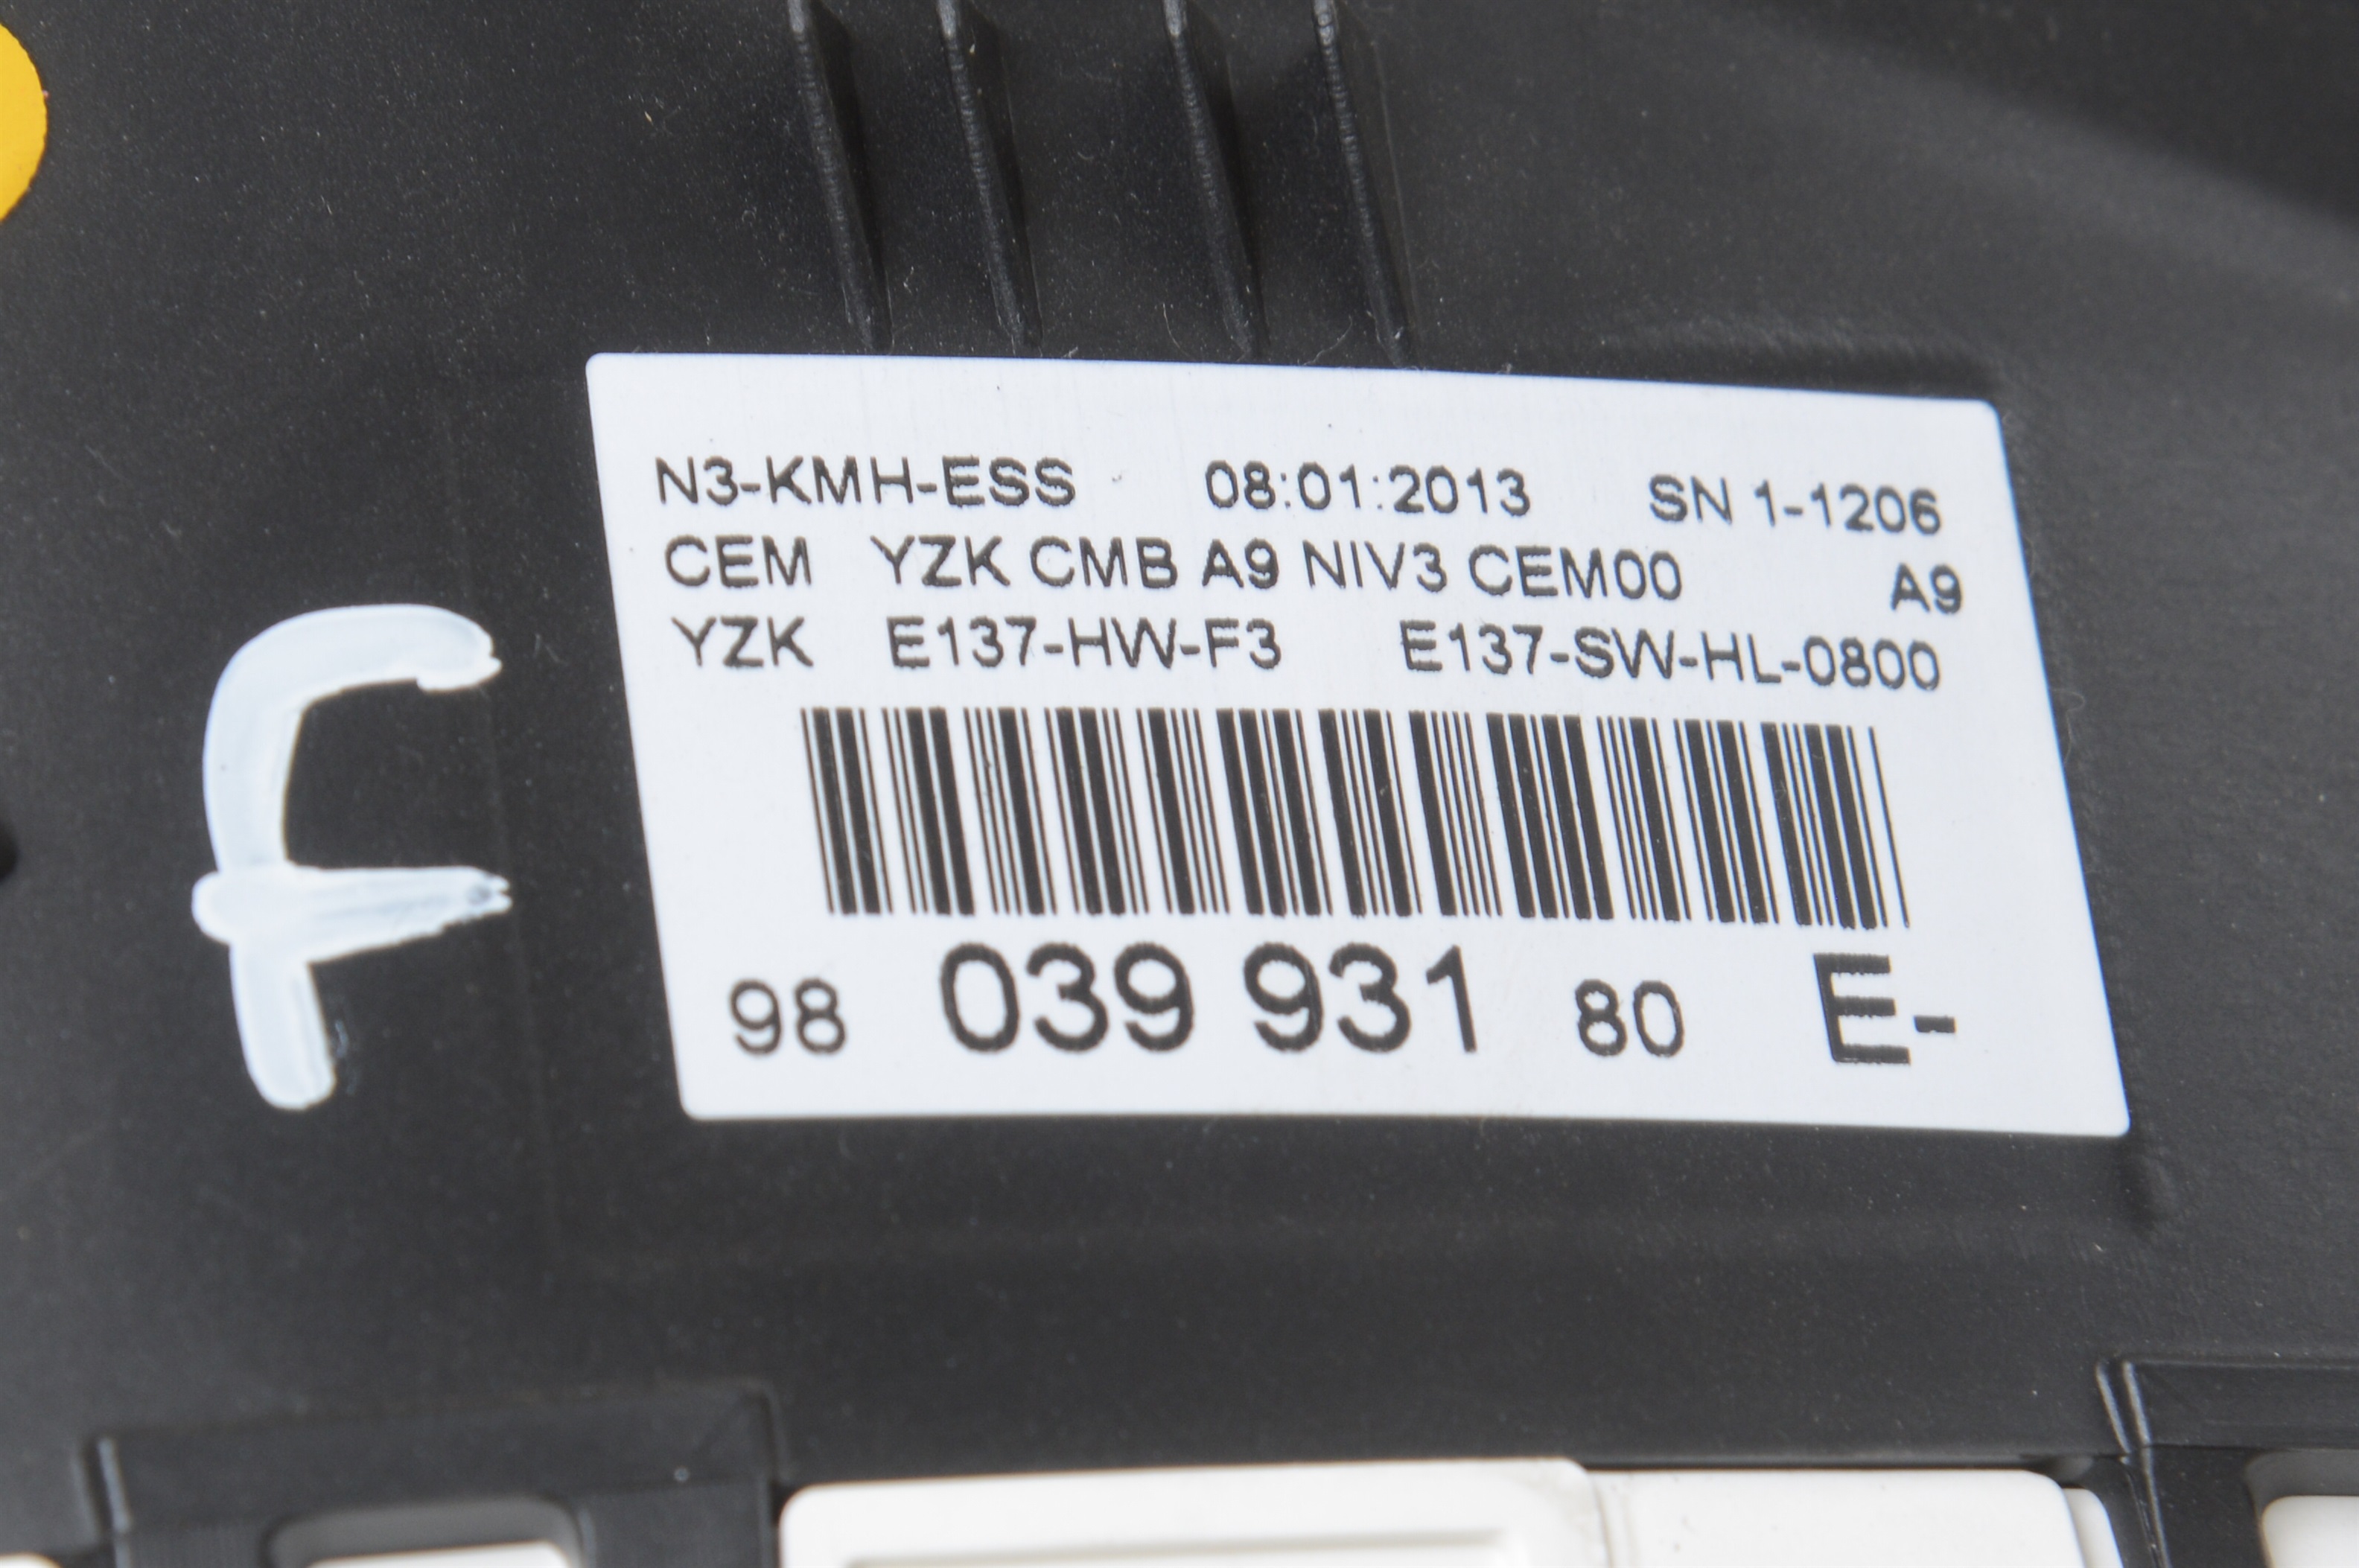 N3-KMH-ESS 08:01:2013 SN 1-1206
CEM YZK CMB A9 NIV3 CEM00 A9
YZK E137-HW-F3 E137-SW-HL-0800
98 039 931 80 E-
f